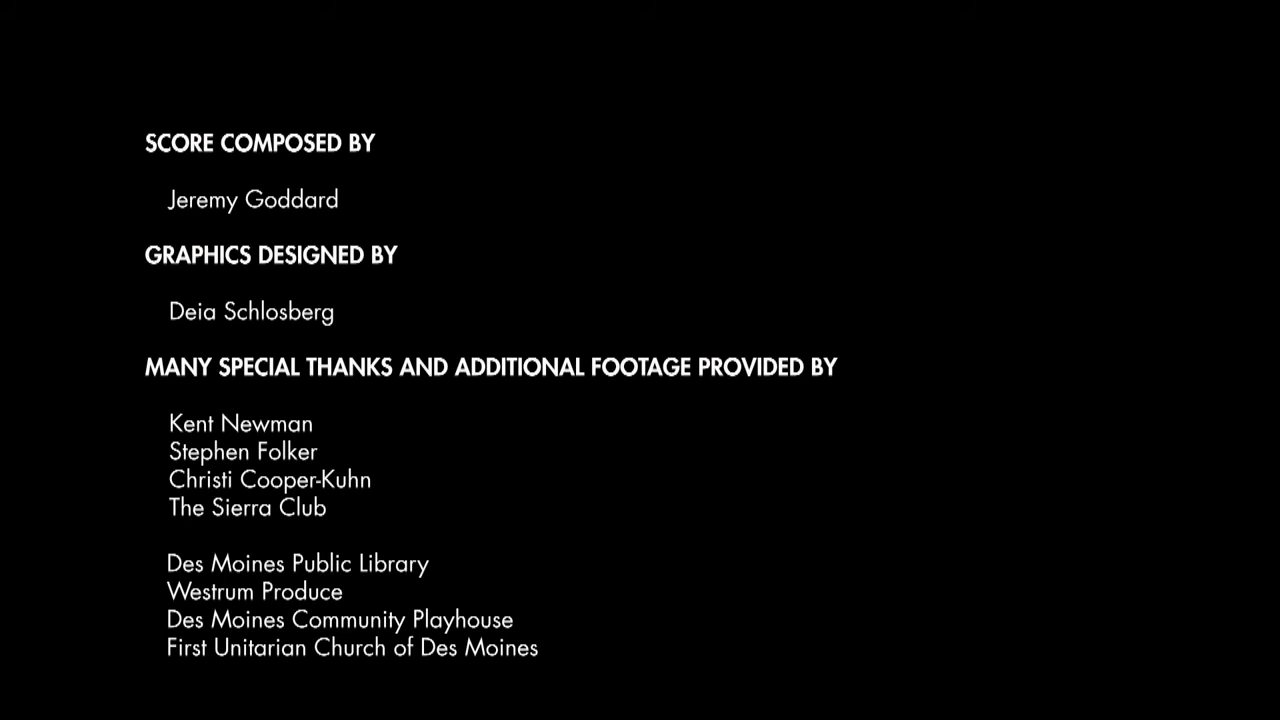 SCORE COMPOSED BY
Jeremy Goddard
GRAPHICS DESIGNED BY
Deia Schlosberg
MANY SPECIAL THANKS AND ADDITIONAL FOOTAGE PROVIDED BY
Kent Newman
Stephen Folker
Christi Cooper-Kuhn
The Sierra Club
Des Moines Public Library
Westrum Produce
Des Moines Community Playhouse
First Unitarian Church of Des Moines